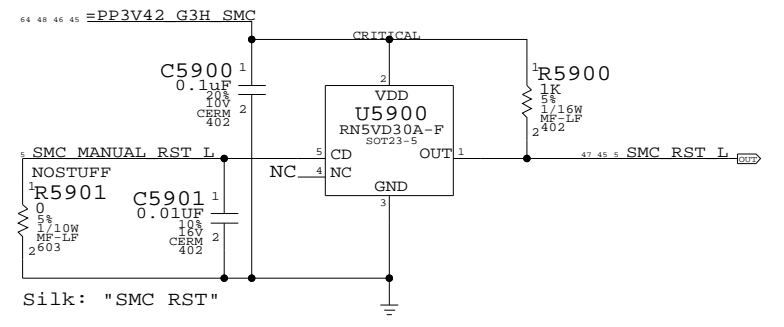 64 48 46 45 =PP3V42_G3H_SMC
CRITICAL
C5900 1
0.1uF
20%
10V
CERM 2
402
2
VDD
U5900
RN5VD30A-F
SOT23-5
5 CD
OUT 1
NC 4 NC
GND
3
1 R5900
1K
5%
1/16W
MF-LF
2 402
5 SMC_MANUAL_RST_L
47 45 5 SMC_RST_L OUT
NOSTUFF
1 R5901
0
5%
1/10W
MF-LF
2 603
C5901 1
0.01UF
10%
16V
CERM 2
402
Silk: "SMC RST"